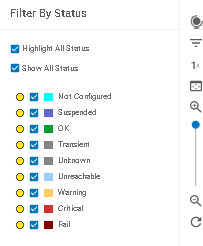 Filter By Status
Highlight All Status
Show All Status
Not Configured
Suspended
OK
Transient
Unknown
Unreachable
Warning
Critical
Fail
1x